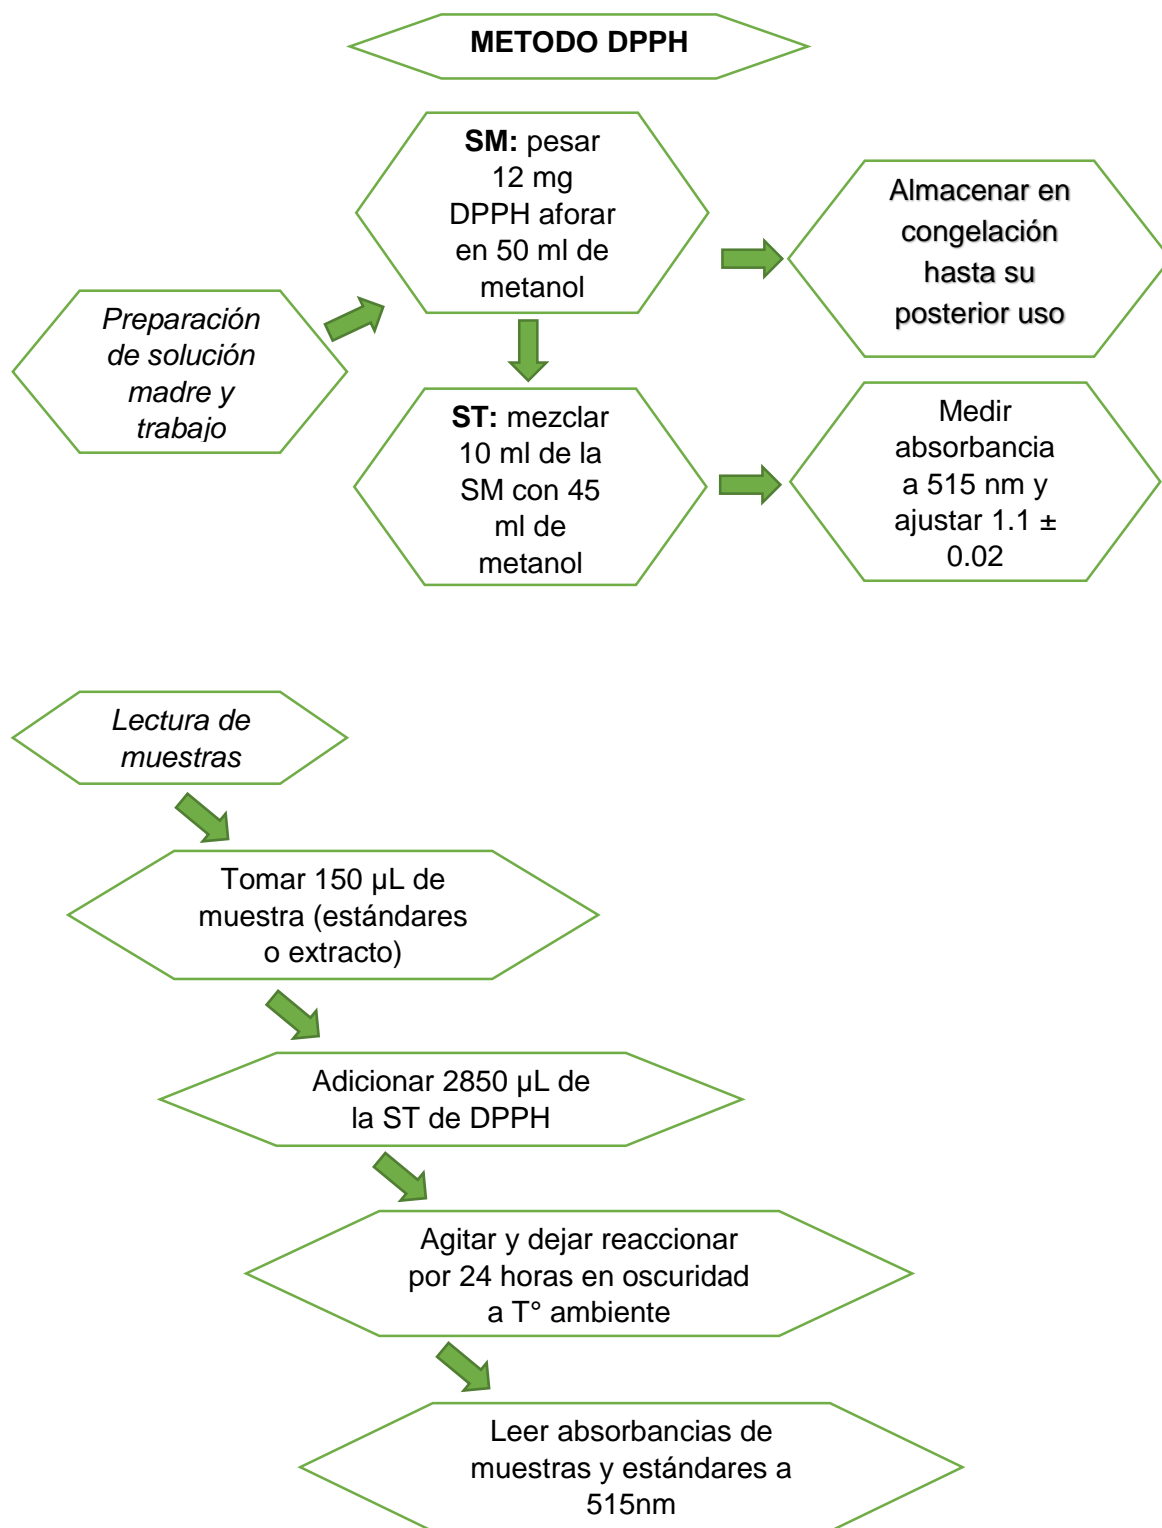 METODO DPPH
SM: pesar
12 mg
DPPH aforar
en 50 ml de
metanol
Almacenar en
congelación
hasta su
posterior uso
Preparación
de solución
madre y
trabajo
ST: mezclar
10 ml de la
SM con 45
ml de
metanol
Medir
absorbancia
a 515 nm y
ajustar 1.1 ±
0.02
Lectura de
muestras
Tomar 150 µL de
muestra (estándares
o extracto)
Adicionar 2850 µL de
la ST de DPPH
Agitar y dejar reaccionar
por 24 horas en oscuridad
a T° ambiente
Leer absorbancias de
muestras y estándares a
515nm